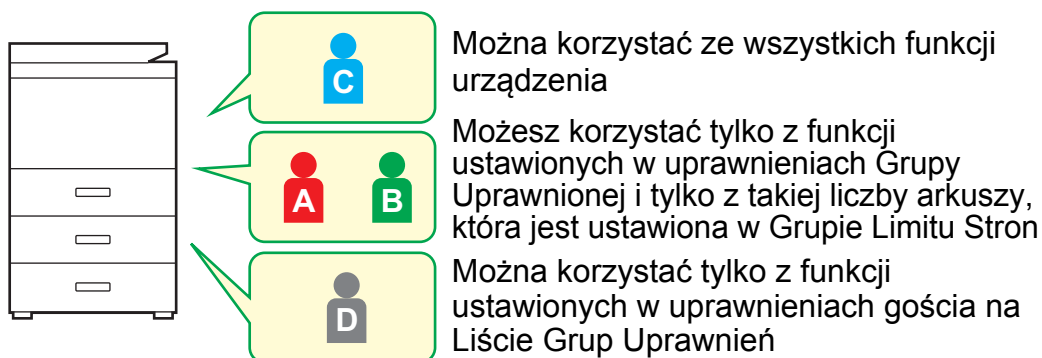 C
Można korzystać ze wszystkich funkcji
urządzenia
A
B
Możesz korzystać tylko z funkcji
ustawionych w uprawnieniach Grupy
Uprawnionej i tylko z takiej liczby arkuszy,
która jest ustawiona w Grupie Limitu Stron
D
Można korzystać tylko z funkcji
ustawionych w uprawnieniach gościa na
Liście Grup Uprawnień